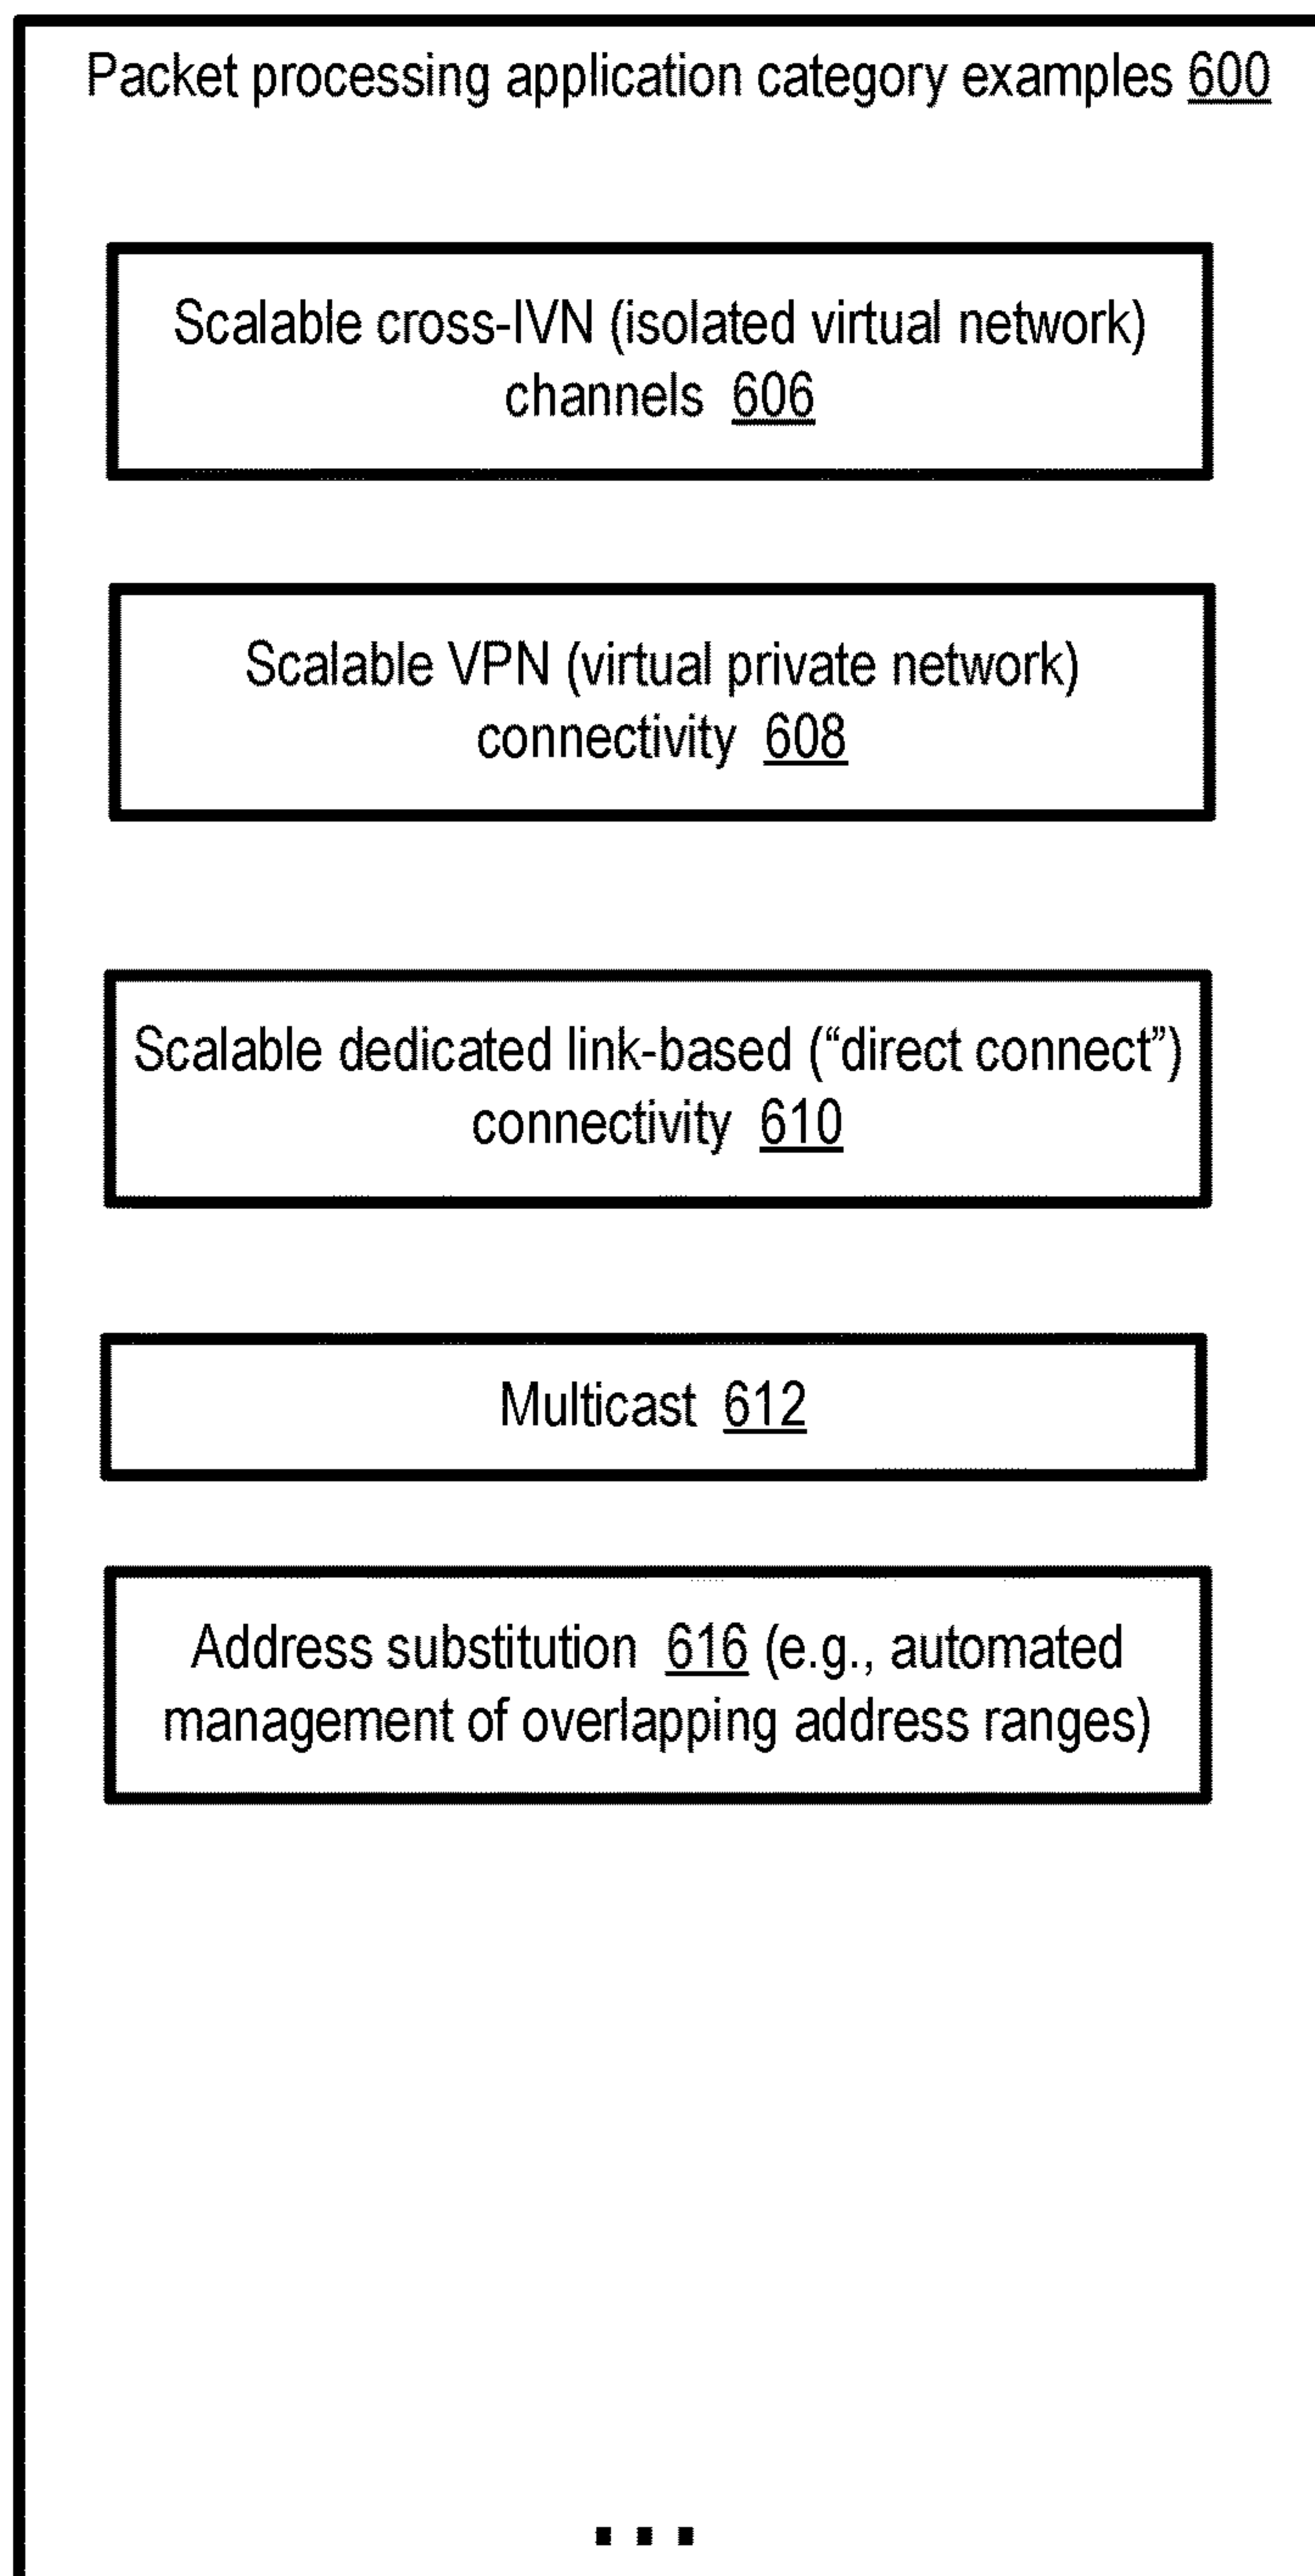 Packet processing application category examples 600
Scalable cross-IVN (isolated virtual network)
channels 606
Scalable VPN (virtual private network)
connectivity 608
Scalable dedicated link-based (“direct connect”)
connectivity 610
Multicast 612
Address substitution 616 (e.g., automated
management of overlapping address ranges)
...